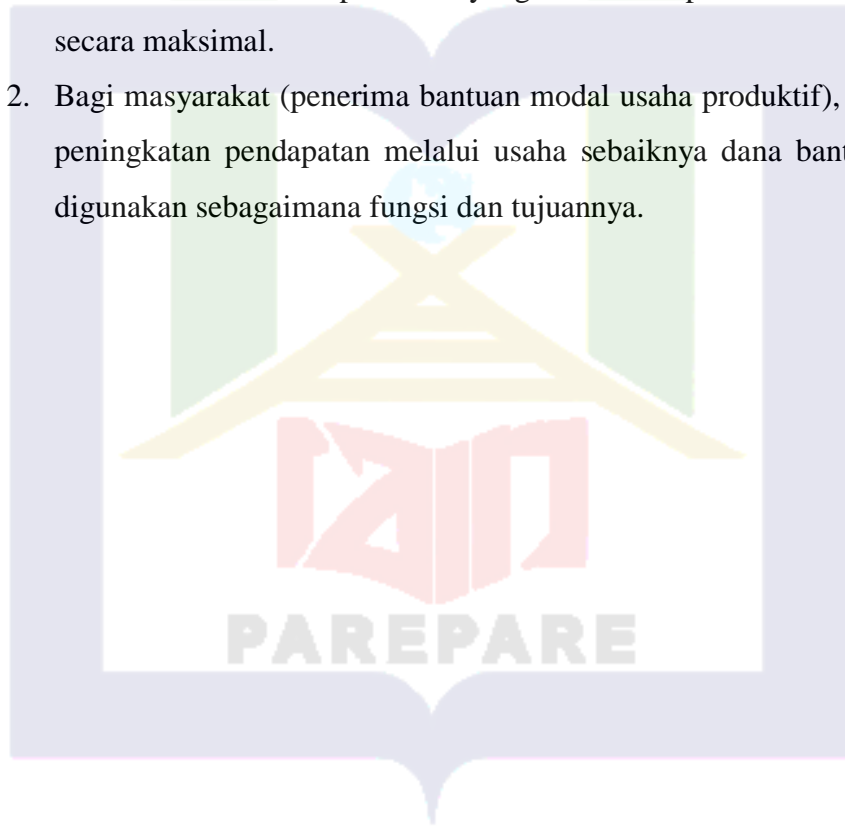 secara maksimal.
2. Bagi masyarakat (penerima bantuan modal usaha produktif),
peningkatan pendapatan melalui usaha sebaiknya dana
digunakan sebagaimana fungsi dan tujuannya.
iain
PAREPARE